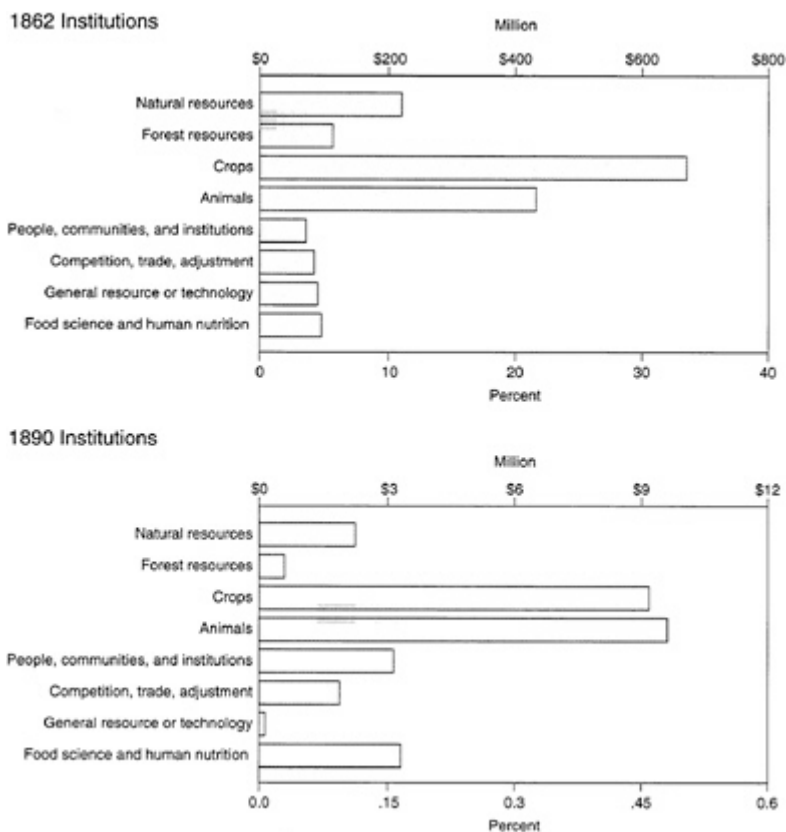 1862 Institutions
Million
$0 $200 $400 $600 $800
Natural resources
Forest resources
Crops
Animals
People, communities, and institutions
Competition, trade, adjustment
General resource or technology
Food science and human nutrition
0 10 20 30 40
Percent
1890 Institutions
Million
$0 $3 $6 $9 $12
Natural resources
Forest resources
Crops
Animals
People, communities, and institutions
Competition, trade, adjustment
General resource or technology
Food science and human nutrition
0.0 .15 0.3 .45 0.6
Percent